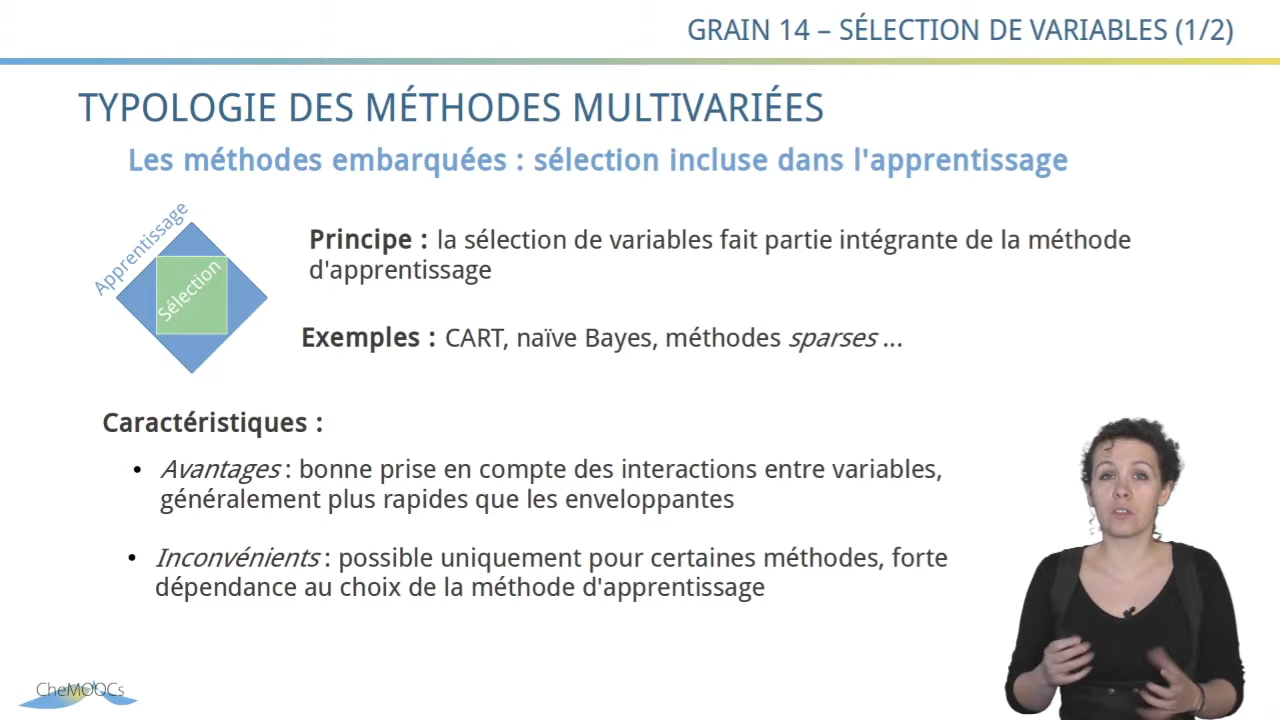 GRAIN 14 – SÉLECTION DE VARIABLES (1/2)
TYPOLOGIE DES MÉTHODES MULTIVARIÉES
Les méthodes embarquées : sélection incluse dans l'apprentissage
Apprentissage
Sélection
Principe : la sélection de variables fait partie intégrante de la méthode
d'apprentissage
Exemples : CART, naïve Bayes, méthodes sparses ...
Caractéristiques :
• Avantages : bonne prise en compte des interactions entre variables,
généralement plus rapides que les enveloppantes
• Inconvénients : possible uniquement pour certaines méthodes, forte
dépendance au choix de la méthode d'apprentissage
CheMOOCs